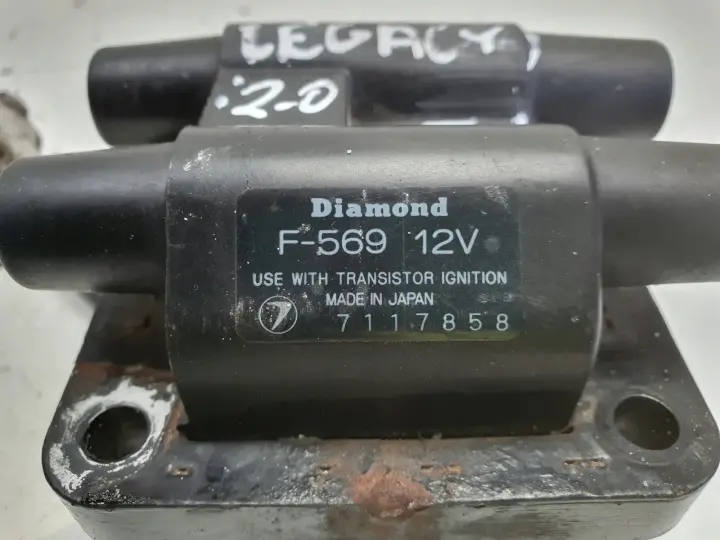 LEGACY
2.0
Diamond
F-569 12V
USE WITH TRANSISTOR IGNITION
MADE IN JAPAN
7117858